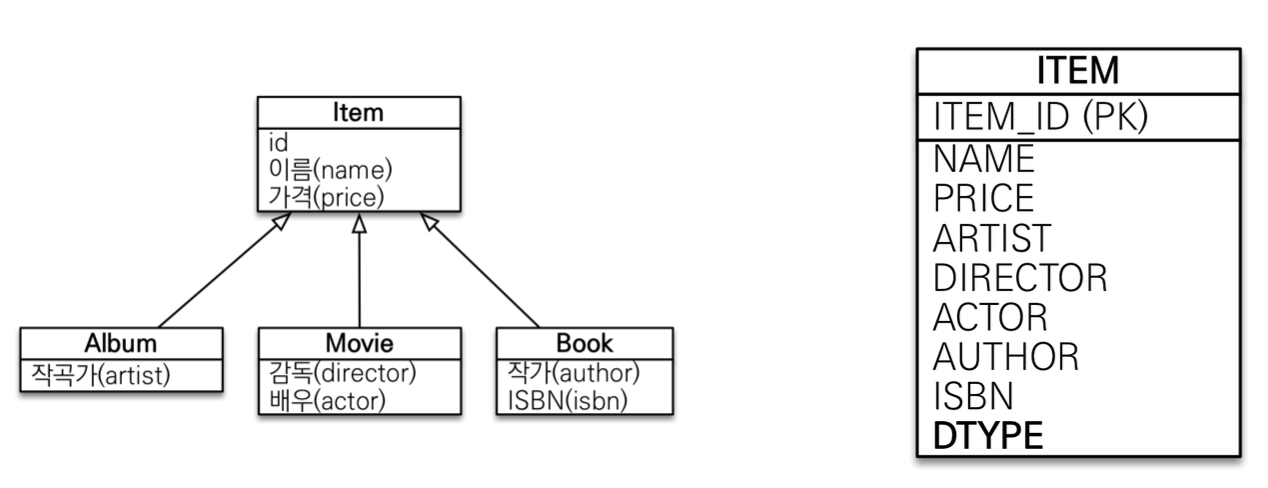 Item
id
이름(name)
가격(price)
Album
작곡가(artist)
Movie
감독(director)
배우(actor)
Book
작가(author)
ISBN(isbn)
ITEM
ITEM_ID (PK)
NAME
PRICE
ARTIST
DIRECTOR
ACTOR
AUTHOR
ISBN
DTYPE